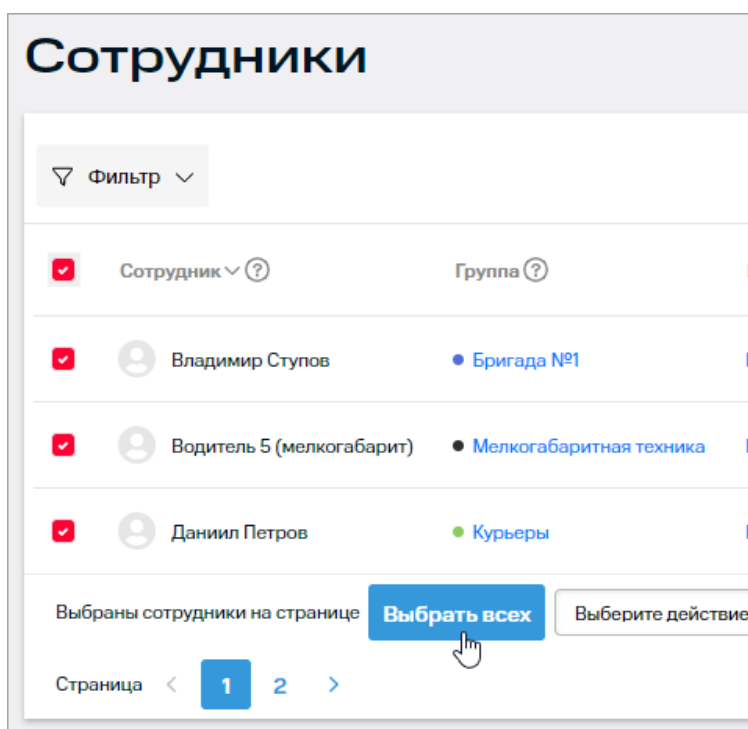 Сотрудники
Фильтр
Сотрудник ? Группа ?
Владимир Ступов Бригада №1
Водитель 5 (мелкогабарит) Мелкогабаритная техника
Даниил Петров Курьеры
Выбраны сотрудники на странице Выбрать всех Выберите действие
Страница 1 2